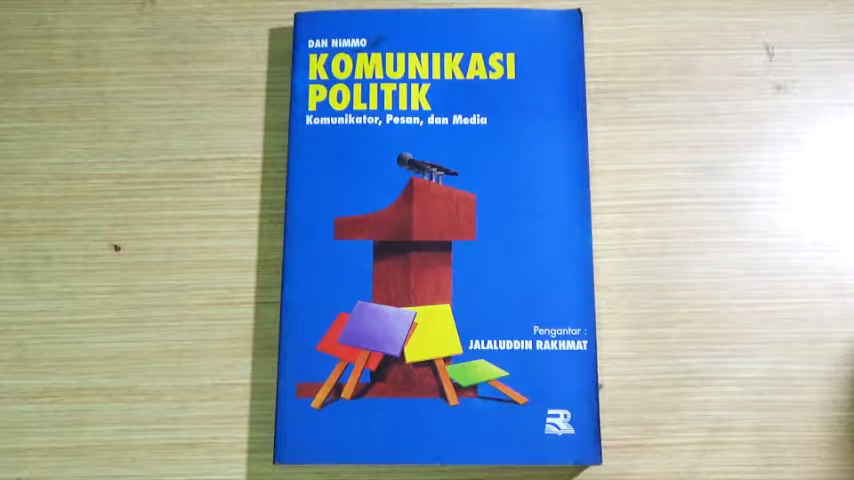 DAN NIMMO
KOMUNIKASI
POLITIK
Komunikator, Pesan, dan Media
Pengantar :
JALALUDDIN RAKHMAT